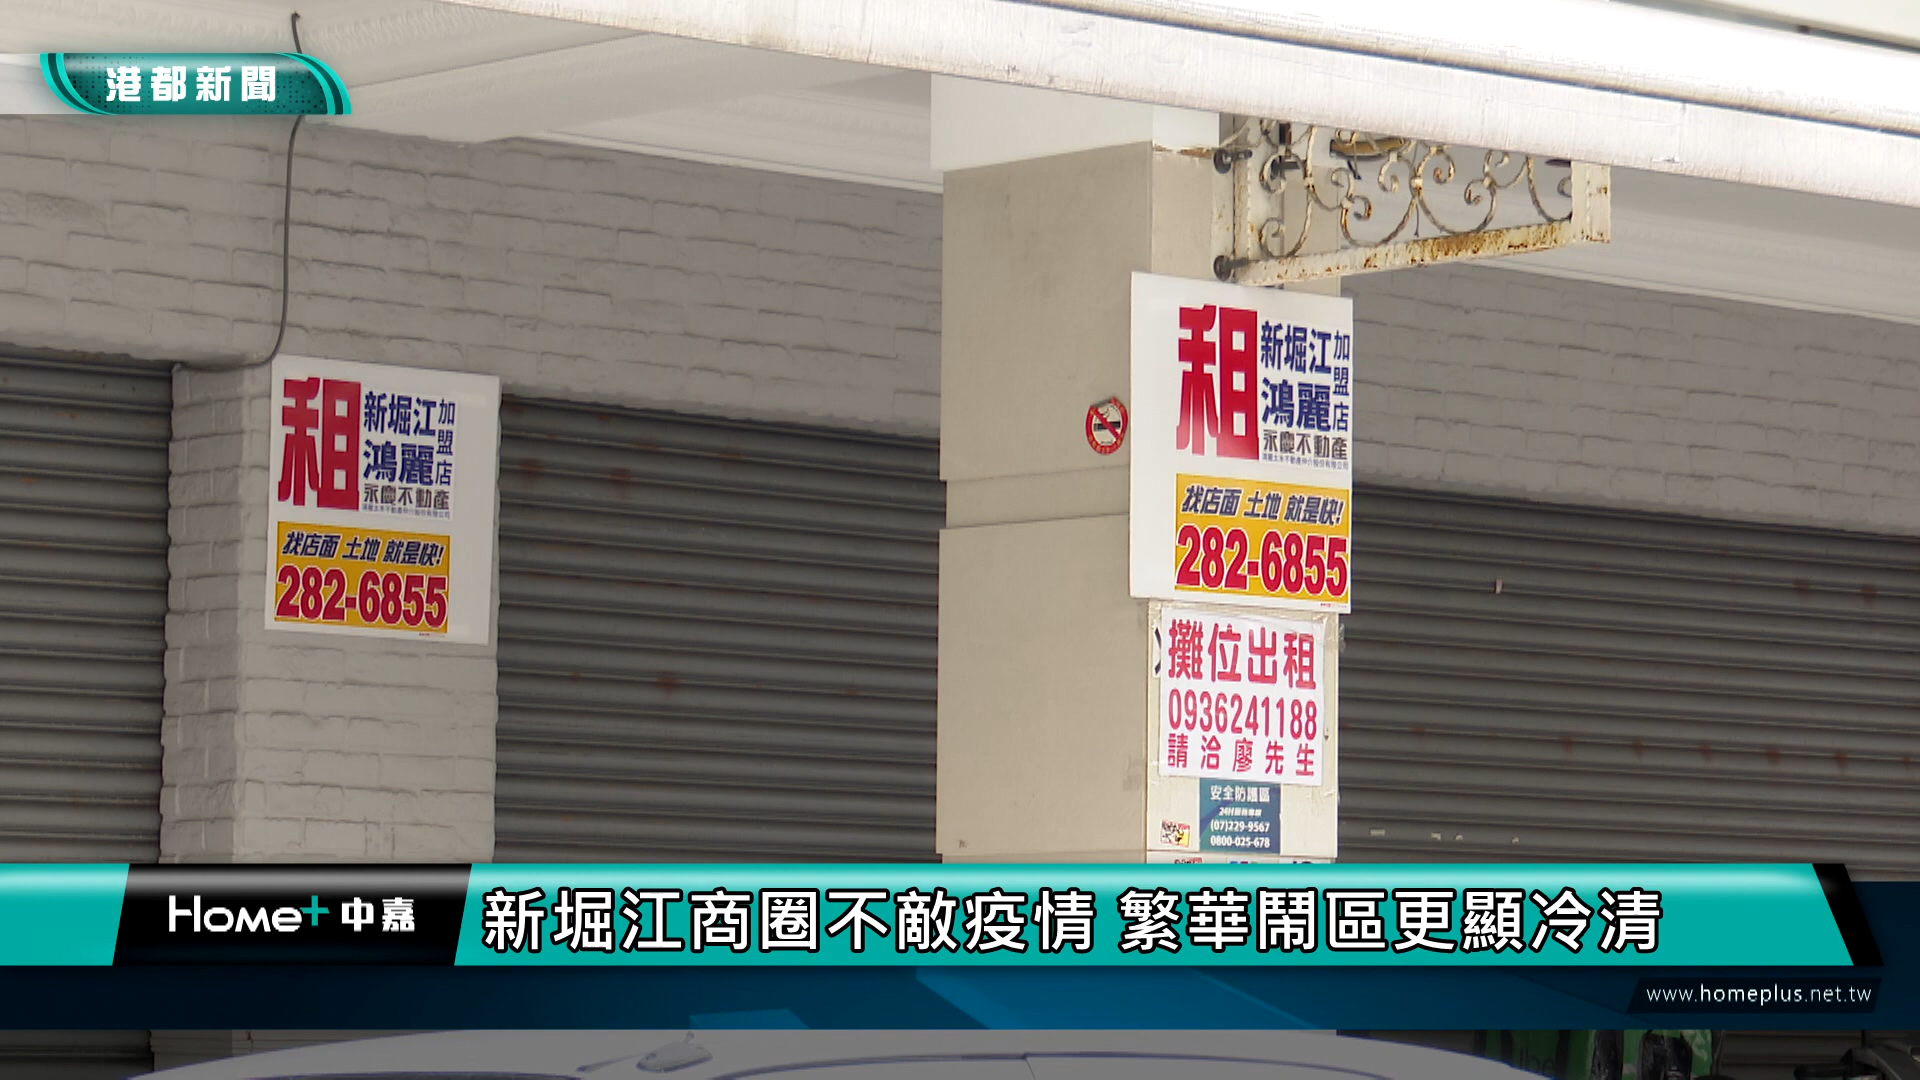 港都新聞
租
新堀江
鴻麗
加盟店
永慶不動產
找店面 土地 就是快!
282-6855
租
新堀江
鴻麗
加盟店
永慶不動產
找店面 土地 就是快!
282-6855
攤位出租
0936241188
請洽廖先生
安全防護區
(07)229-9567
0800-025-678
Home+中嘉
新堀江商圈不敵疫情 繁華鬧區更顯冷清
www.homeplus.net.tw